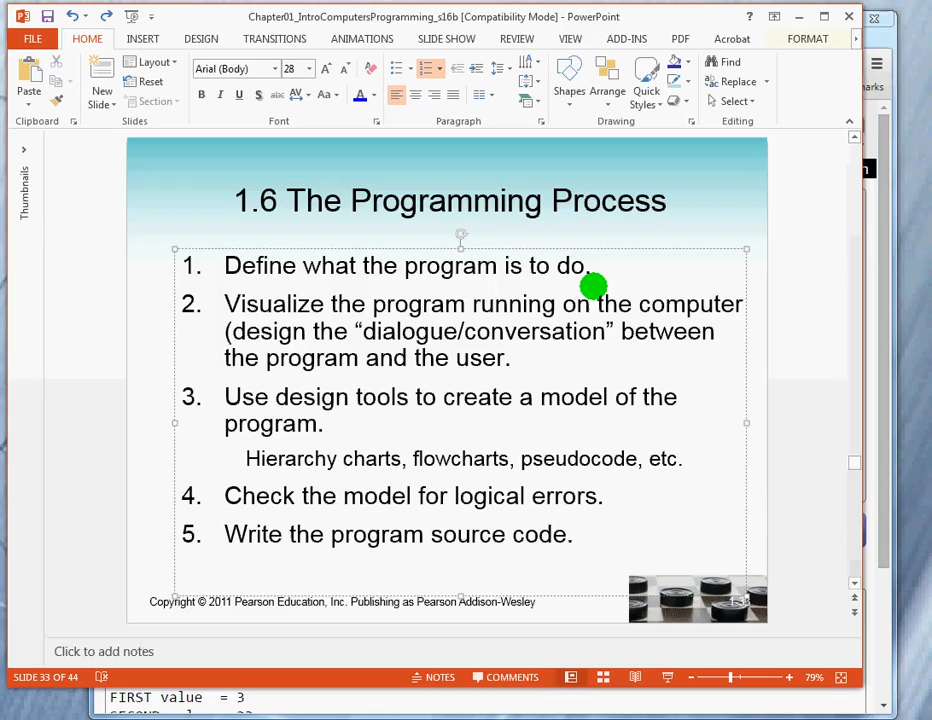 Chapter01_IntroComputersProgramming_s16b [Compatibility Mode] - PowerPoint
FILE HOME INSERT DESIGN TRANSITIONS ANIMATIONS SLIDE SHOW REVIEW VIEW ADD-INS PDF Acrobat FORMAT
Paste
New Slide
Layout
Reset
Section
Arial (Body) 28
B I U S abc AV Aa A
Shapes Arrange Quick Styles
Find
Replace
Select
Clipboard Slides Font Paragraph Drawing Editing
arks
Thumbnails
1.6 The Programming Process
1. Define what the program is to do.
2. Visualize the program running on the computer
(design the “dialogue/conversation” between
the program and the user.
3. Use design tools to create a model of the
program.
Hierarchy charts, flowcharts, pseudocode, etc.
4. Check the model for logical errors.
5. Write the program source code.
Copyright © 2011 Pearson Education, Inc. Publishing as Pearson Addison-Wesley
Click to add notes
SLIDE 33 OF 44 NOTES COMMENTS 79%
FIRST value = 3